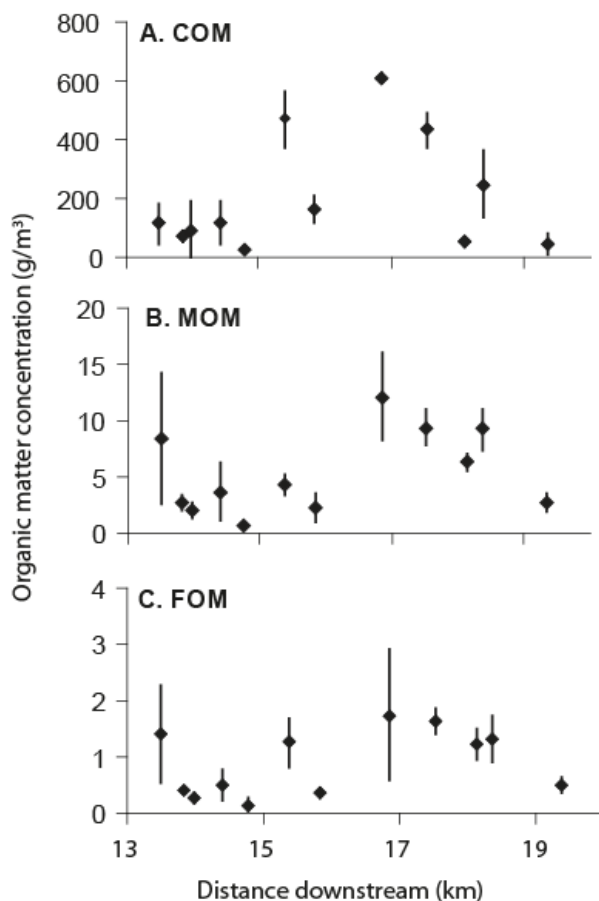 Organic matter concentration (g/m³)
A. COM
800
600
400
200
0
B. MOM
20
15
10
5
0
C. FOM
4
3
2
1
0
13 15 17 19
Distance downstream (km)